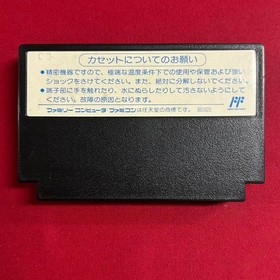 カセットについてのお願い
●精密機器ですので、極端な温度条件下での使用や保管および強い
ショックをさけてください。また、絶対に分解しないでください。
●端子部に手を触れたり、水にぬらしたりして汚さないようにして
ください。故障の原因となります。
ファミリーコンピュータ・ファミコンは任天堂の商標です。